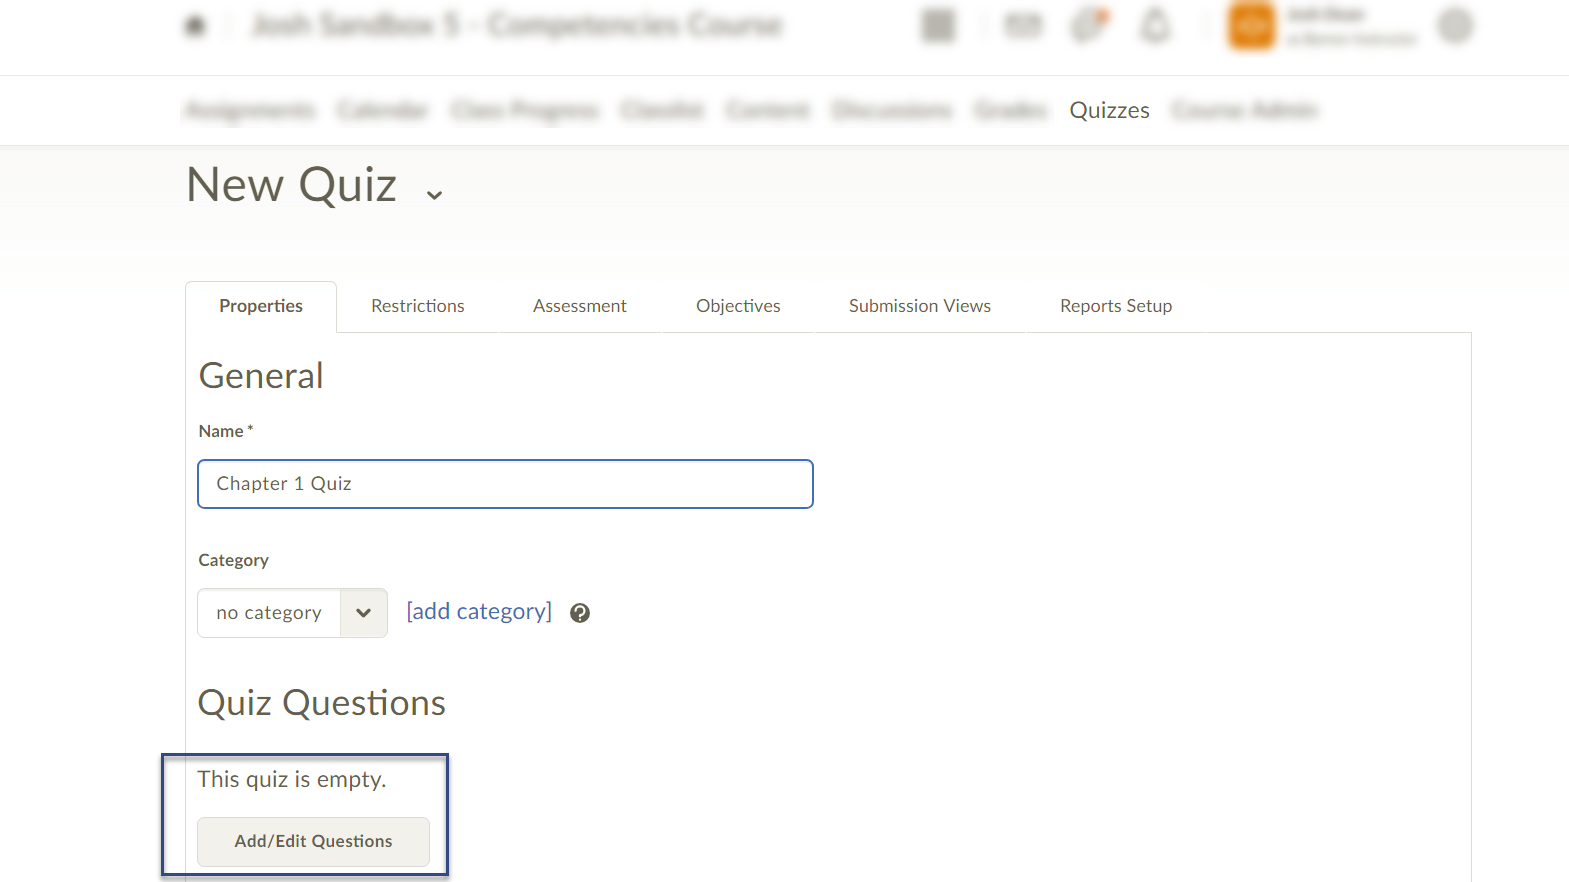 Josh Sandbox 5 - Competencies Course
Assignments Calendar Class Progress Classlist Content Discussions Grades Quizzes Course Admin
New Quiz
Properties Restrictions Assessment Objectives Submission Views Reports Setup
General
Name *
Chapter 1 Quiz
Category
no category [add category]
Quiz Questions
This quiz is empty.
Add/Edit Questions